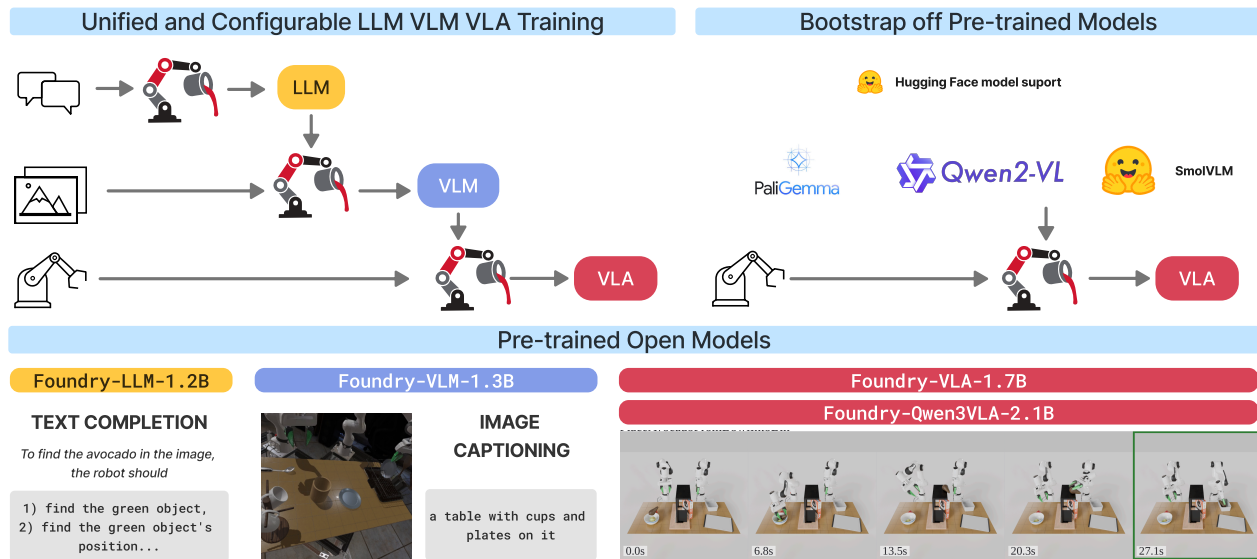 Unified and Configurable LLM VLM VLA Training
Bootstrap off Pre-trained Models
LLM
Hugging Face model suport
VLM
PaliGemma
Qwen2-VL
SmolVLM
VLA
VLA
Pre-trained Open Models
Foundry-LLM-1.2B
Foundry-VLM-1.3B
Foundry-VLA-1.7B
Foundry-Qwen3VLA-2.1B
TEXT COMPLETION
To find the avocado in the image,
the robot should
1) find the green object,
2) find the green object's
position...
IMAGE
CAPTIONING
a table with cups and
plates on it
0.0s
6.8s
13.5s
20.3s
27.1s